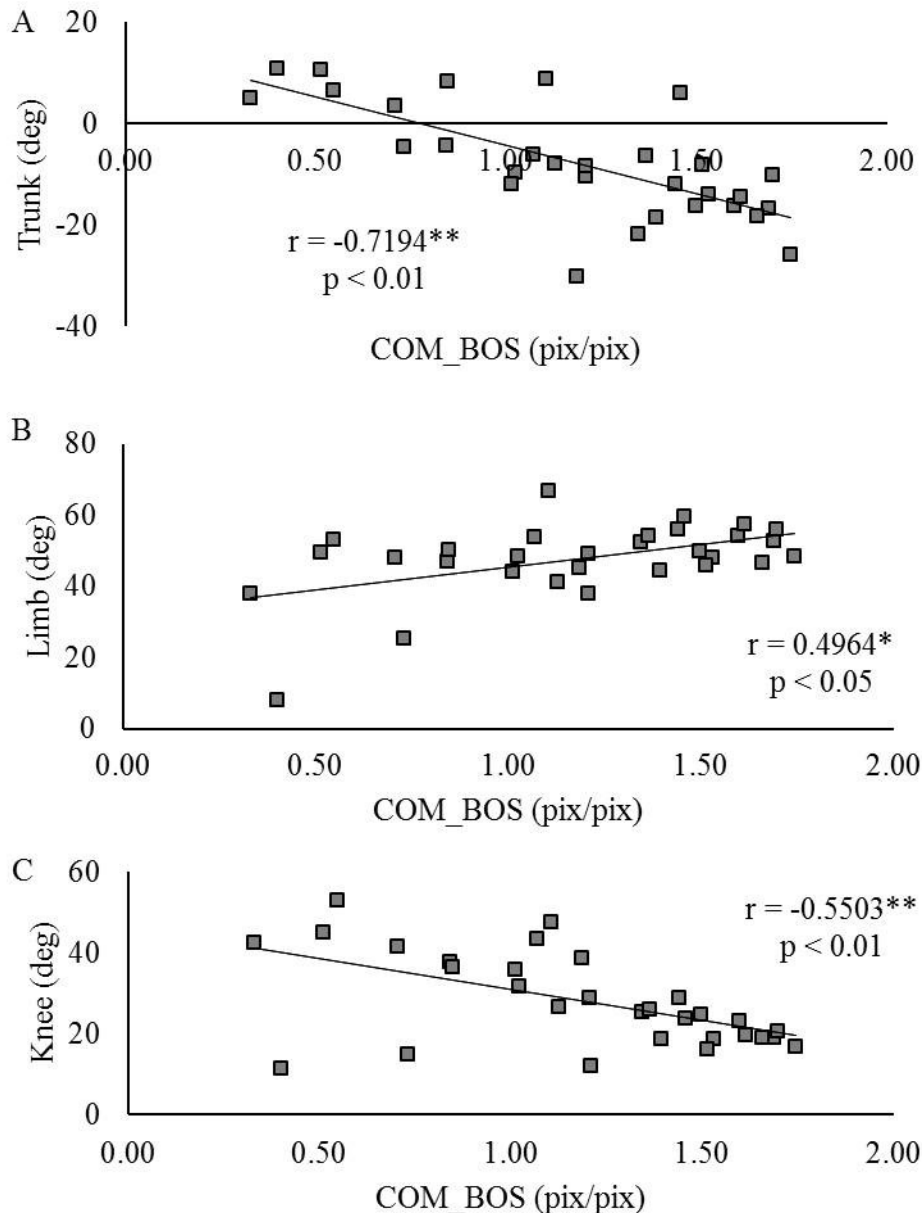 A
20
0
-20
-40
Trunk (deg)
0.00
0.50
1.00
1.50
2.00
r = -0.7194**
p < 0.01
COM_BOS (pix/pix)
B
80
60
40
20
0
Limb (deg)
r = 0.4964*
p < 0.05
0.00
0.50
1.00
1.50
2.00
COM_BOS (pix/pix)
C
60
40
20
0
Knee (deg)
r = -0.5503**
p < 0.01
0.00
0.50
1.00
1.50
2.00
COM_BOS (pix/pix)